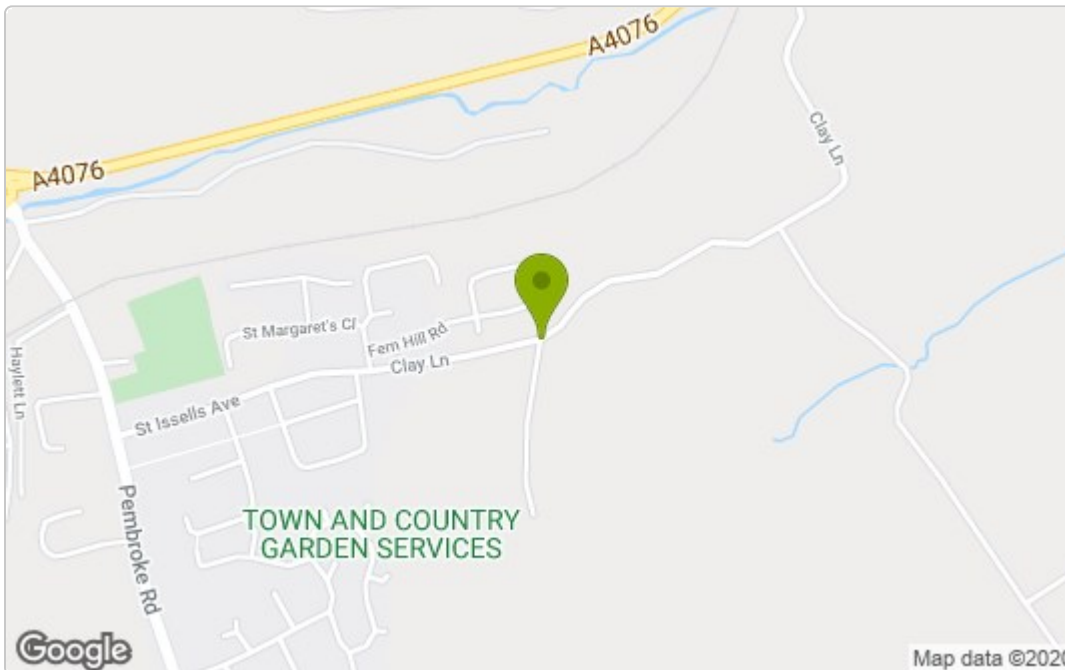 A4076
A4076
Clay Ln
St Margaret's Cl
Fern Hill Rd
Clay Ln
Haylett Ln
St Issells Ave
Pembroke Rd
TOWN AND COUNTRY
GARDEN SERVICES
Google
Map data ©2020